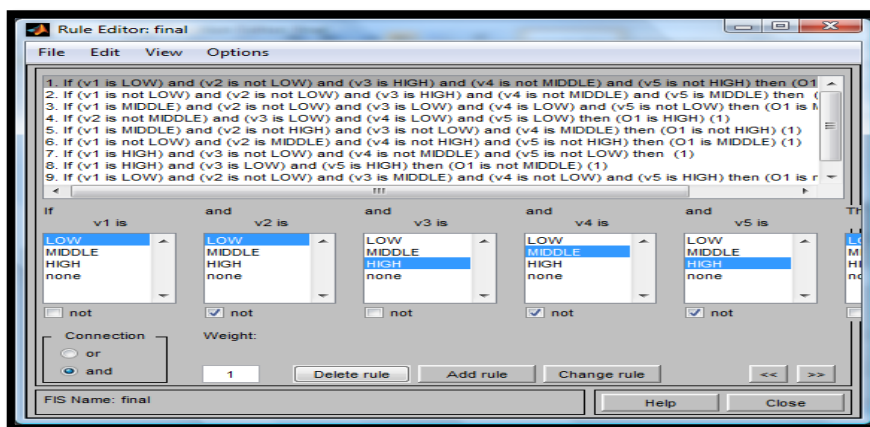 Rule Editor: final
File Edit View Options
1. If (v1 is LOW) and (v2 is not LOW) and (v3 is HIGH) and (v4 is not MIDDLE) and (v5 is not HIGH) then (O1
2. If (v1 is not LOW) and (v2 is not LOW) and (v3 is HIGH) and (v4 is not MIDDLE) and (v5 is MIDDLE) then (
3. If (v1 is MIDDLE) and (v2 is not LOW) and (v3 is LOW) and (v4 is LOW) and (v5 is not LOW) then (O1 is
4. If (v2 is not MIDDLE) and (v3 is LOW) and (v4 is LOW) and (v5 is LOW) then (O1 is HIGH) (1)
5. If (v1 is MIDDLE) and (v2 is not HIGH) and (v3 is not LOW) and (v4 is MIDDLE) then (O1 is not HIGH) (1)
6. If (v1 is not LOW) and (v2 is MIDDLE) and (v4 is not HIGH) and (v5 is not HIGH) then (O1 is MIDDLE) (1)
7. If (v1 is HIGH) and (v3 is not LOW) and (v4 is not MIDDLE) and (v5 is not LOW) then (1)
8. If (v1 is HIGH) and (v3 is LOW) and (v5 is HIGH) then (O1 is not MIDDLE) (1)
9. If (v1 is not LOW) and (v2 is not LOW) and (v3 is MIDDLE) and (v4 is not LOW) and (v5 is HIGH) then (O1 is
If and and and and Th
v1 is v2 is v3 is v4 is v5 is
LOW LOW LOW LOW LOW
MIDDLE MIDDLE MIDDLE MIDDLE MIDDLE
HIGH HIGH HIGH HIGH HIGH
none none none none none
not not not not not
Connection Weight:
or
and 1 Delete rule Add rule Change rule << >>
FIS Name: final Help Close